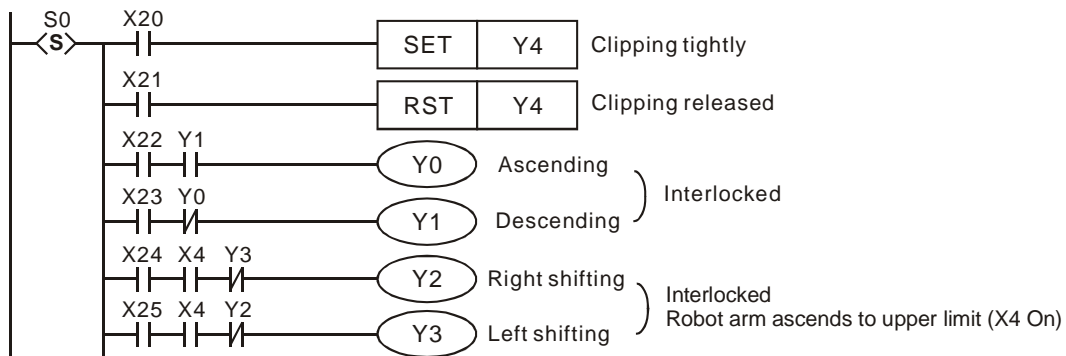 S0
S
X20
SET Y4 Clipping tightly
X21
RST Y4 Clipping released
X22 Y1
Y0 Ascending
Interlocked
X23 Y0
Y1 Descending
X24 X4 Y3
Y2 Right shifting
Interlocked
Robot arm ascends to upper limit (X4 On)
X25 X4 Y2
Y3 Left shifting